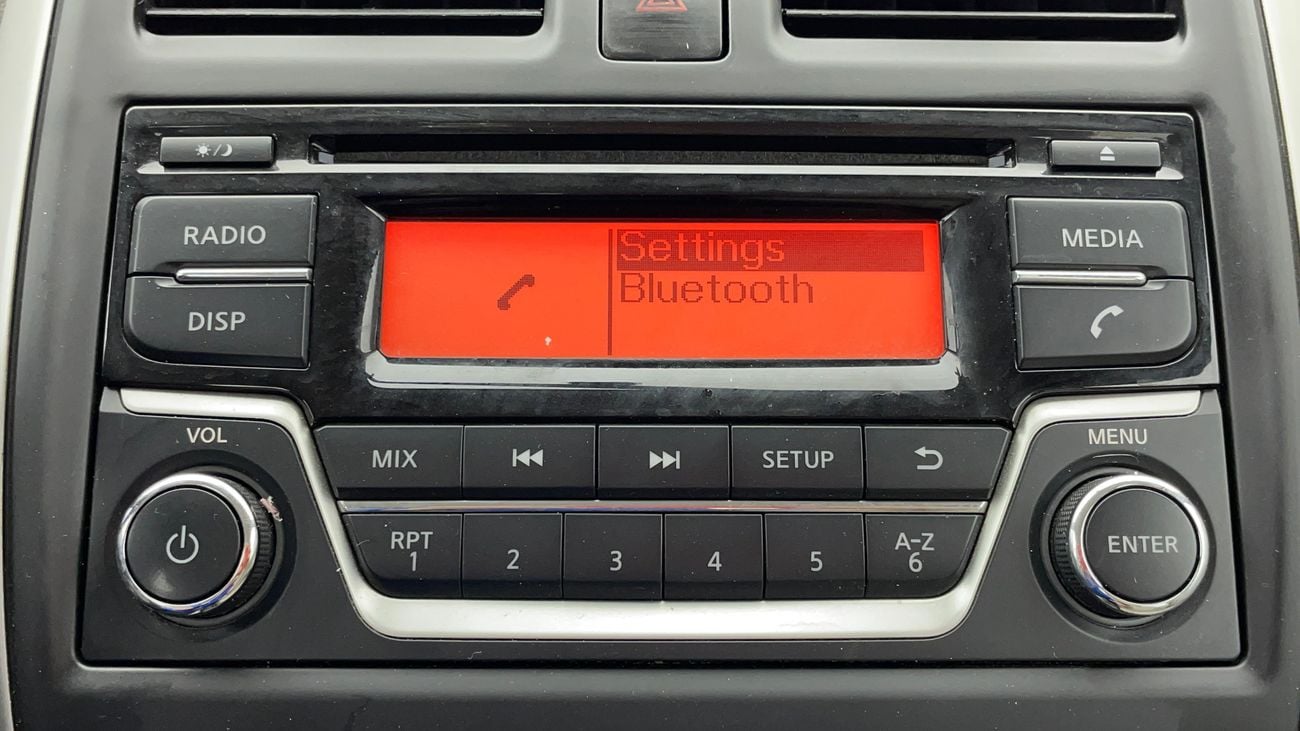 RADIO
DISP
Settings
Bluetooth
MEDIA
VOL
MIX
SETUP
MENU
RPT
1
2
3
4
5
A-Z
6
ENTER